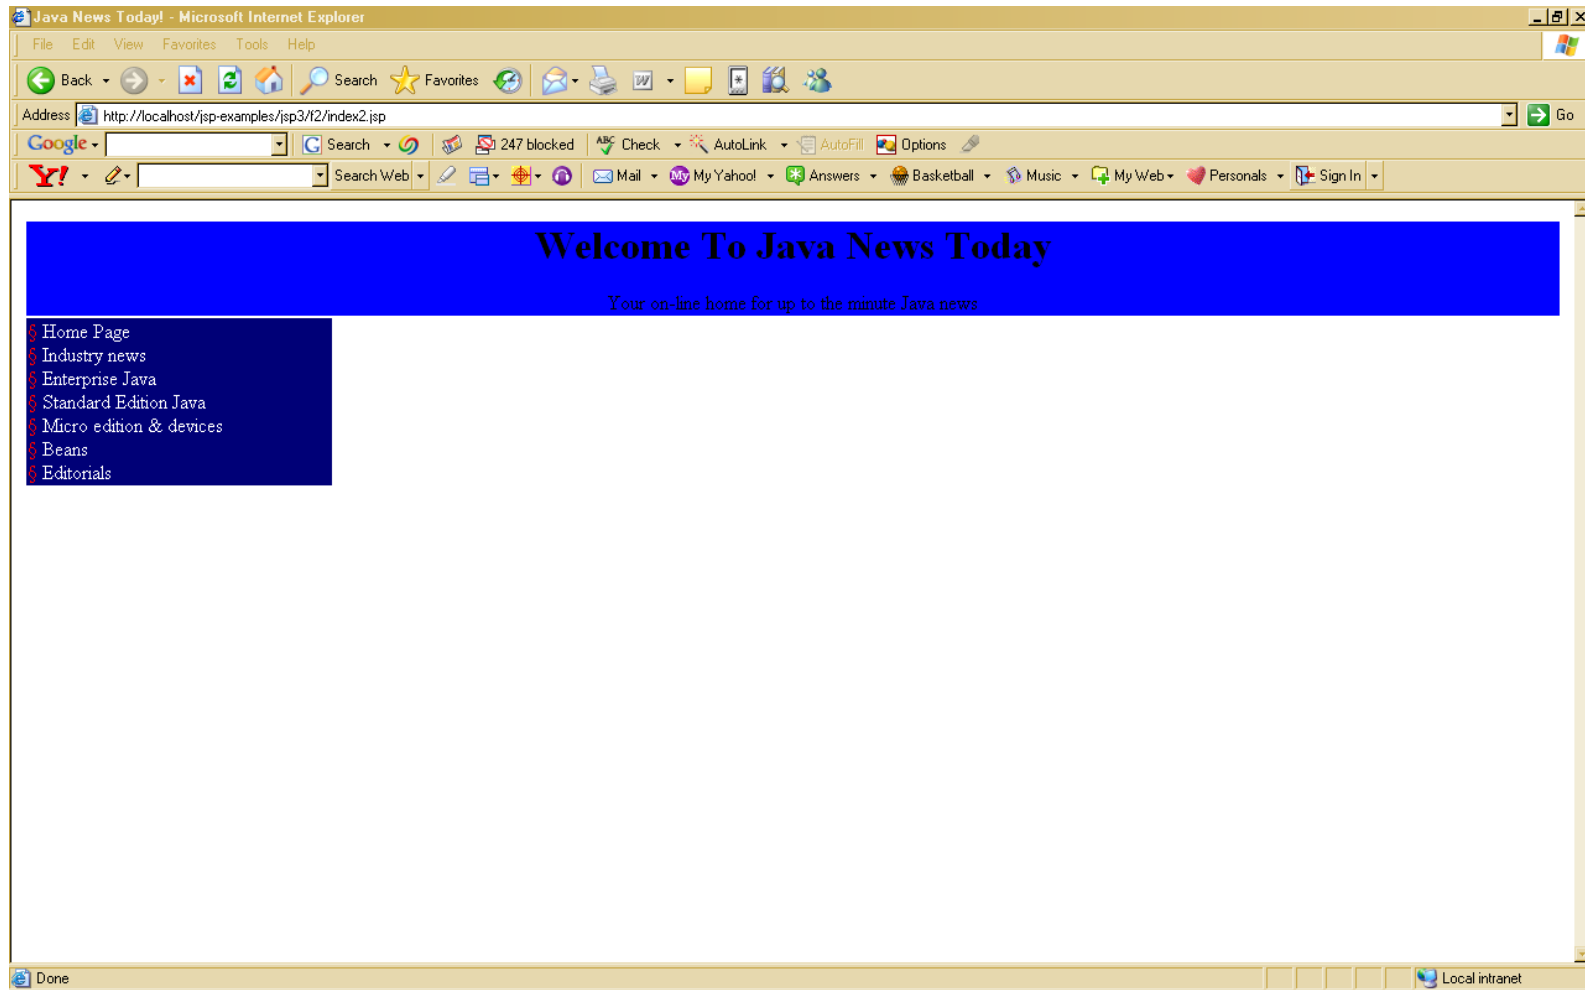 Java News Today! - Microsoft Internet Explorer
File Edit View Favorites Tools Help
Back Search Favorites W
Address http://localhost/jsp-examples/jsp3/f2/index2.jsp Go
Google G Search 247 blocked ABC Check AutoLink AutoFill Options
Y! Search Web Mail My My Yahoo! Answers Basketball Music My Web Personals Sign In
Welcome To Java News Today
Your on-line home for up to the minute Java news
§ Home Page
§ Industry news
§ Enterprise Java
§ Standard Edition Java
§ Micro edition & devices
§ Beans
§ Editorials
Done Local intranet